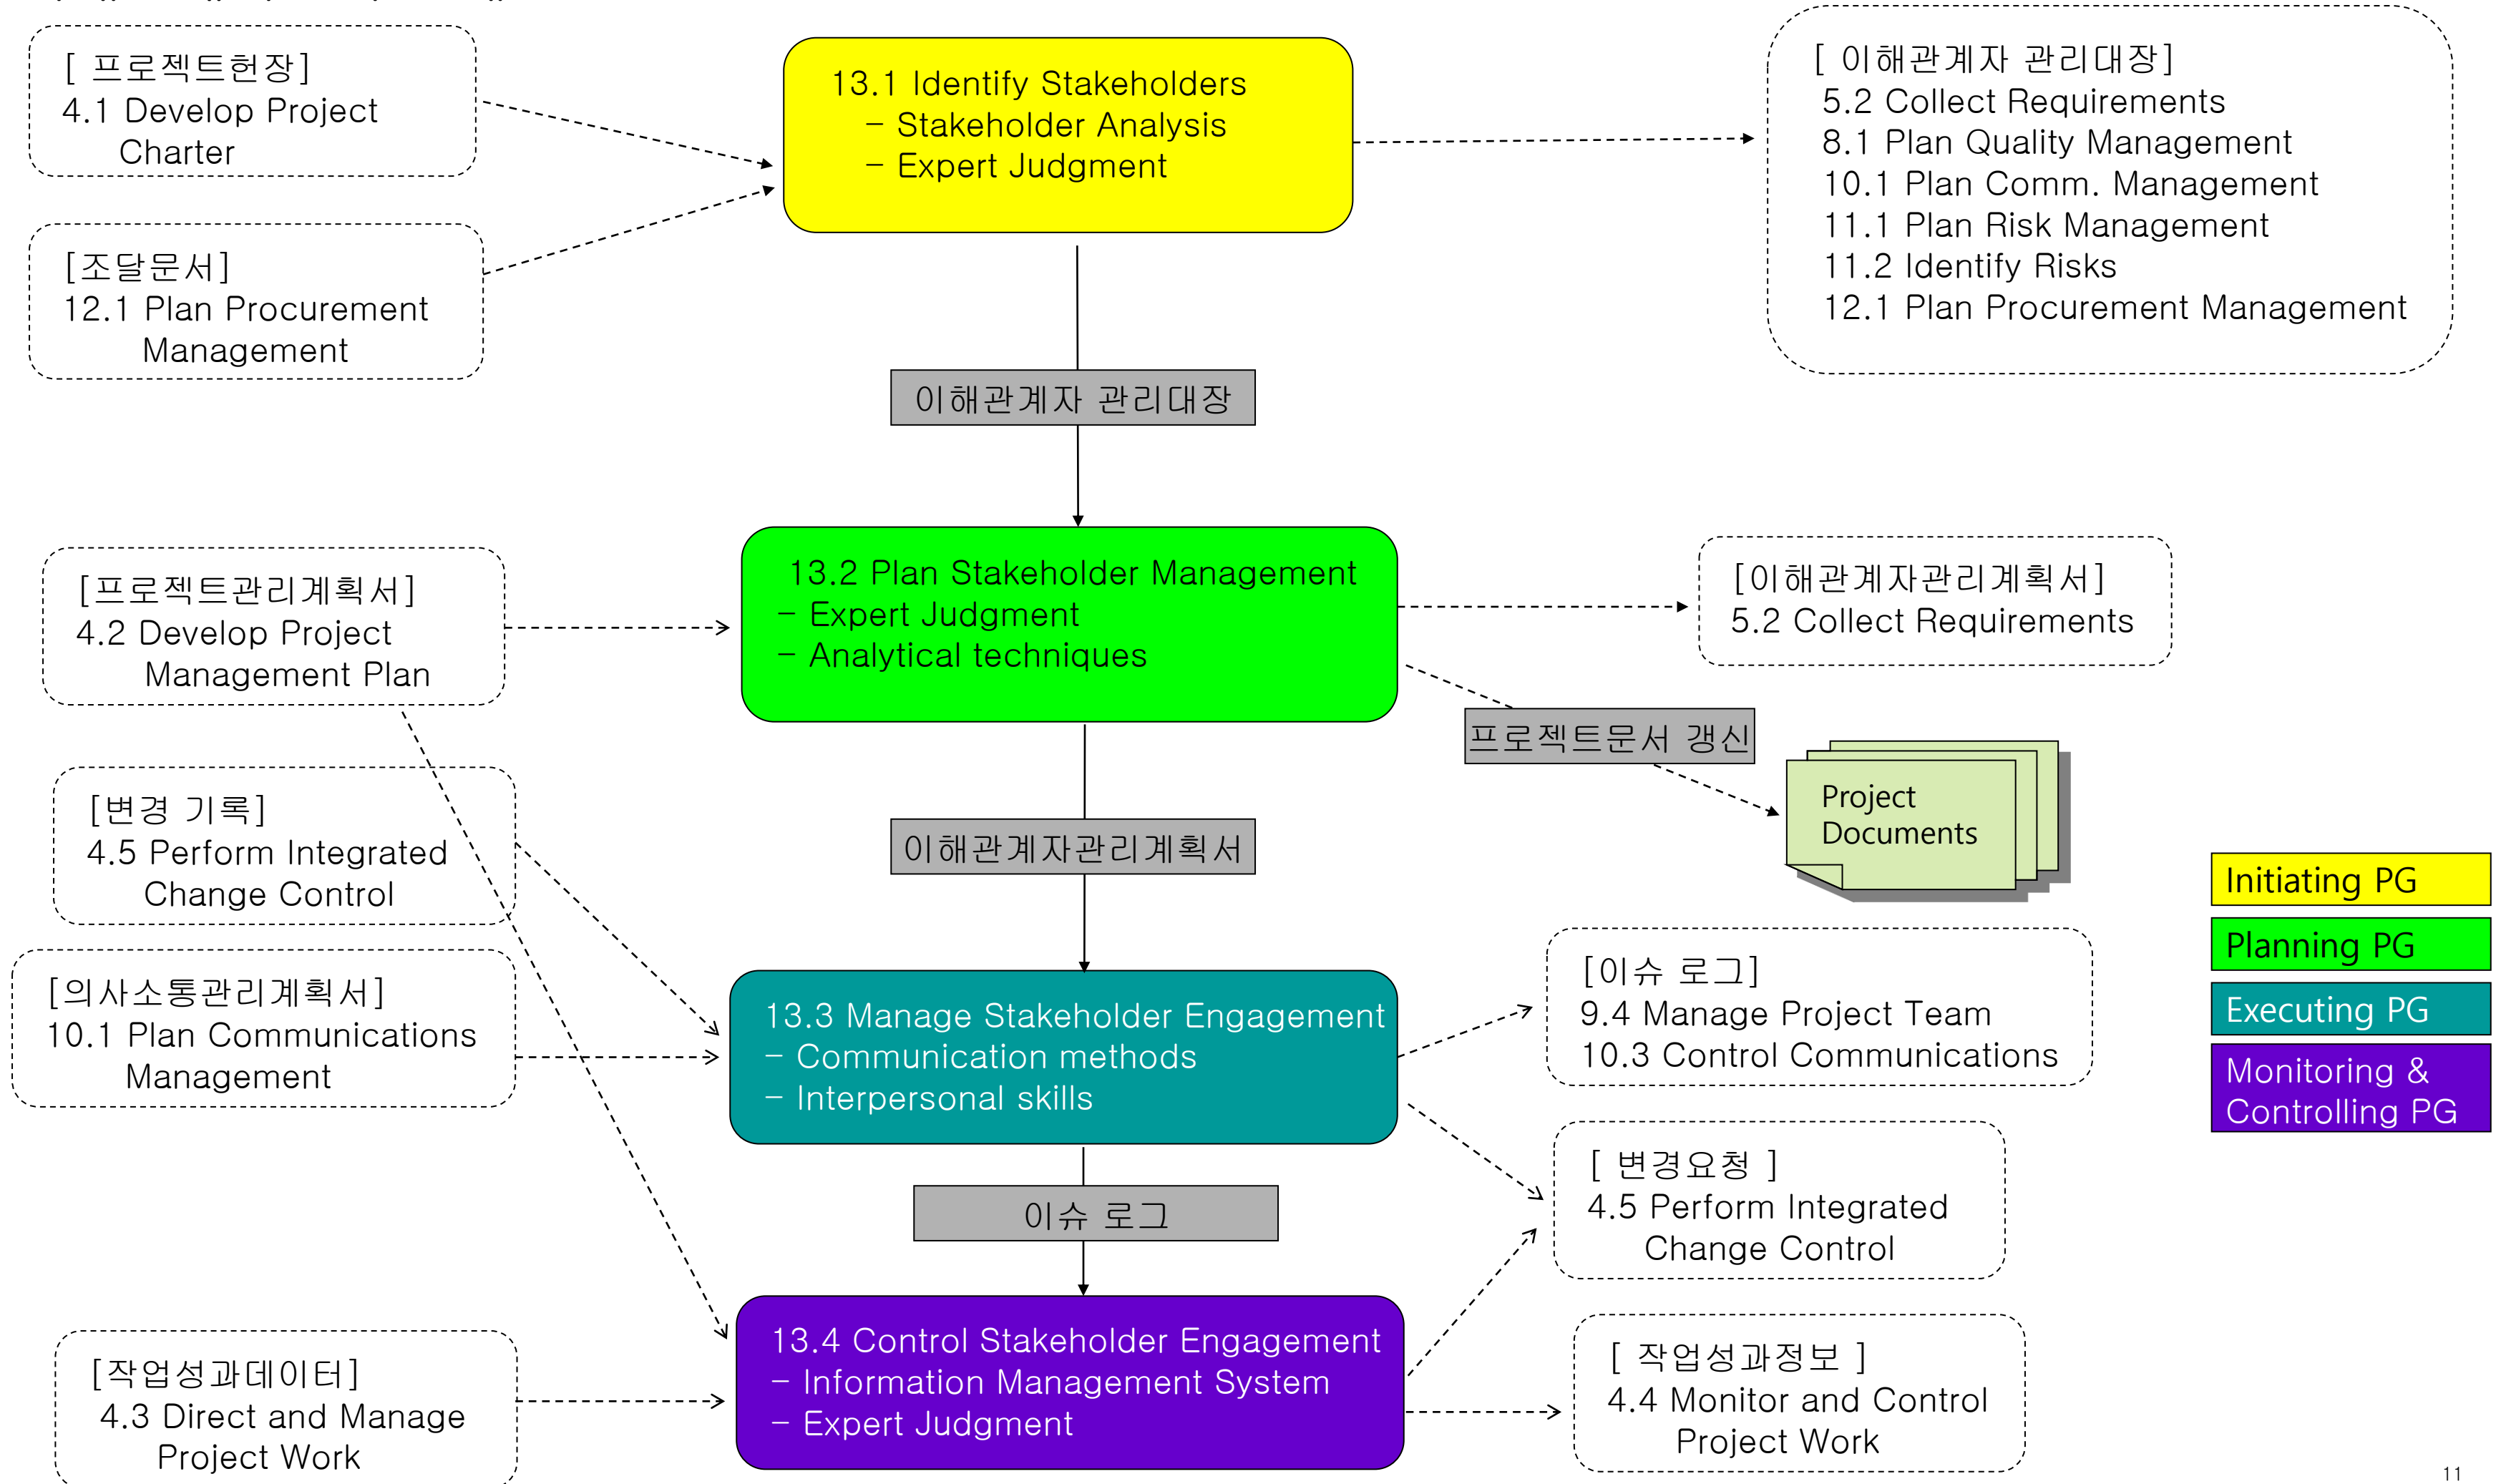 [ 프로젝트헌장]
4.1 Develop Project
Charter
[조달문서]
12.1 Plan Procurement
Management
13.1 Identify Stakeholders
- Stakeholder Analysis
- Expert Judgment
[ 이해관계자 관리대장]
5.2 Collect Requirements
8.1 Plan Quality Management
10.1 Plan Comm. Management
11.1 Plan Risk Management
11.2 Identify Risks
12.1 Plan Procurement Management
이해관계자 관리대장
[프로젝트관리계획서]
4.2 Develop Project
Management Plan
13.2 Plan Stakeholder Management
- Expert Judgment
- Analytical techniques
[이해관계자관리계획서]
5.2 Collect Requirements
프로젝트문서 갱신
Project
Documents
[변경 기록]
4.5 Perform Integrated
Change Control
이해관계자관리계획서
[의사소통관리계획서]
10.1 Plan Communications
Management
13.3 Manage Stakeholder Engagement
- Communication methods
- Interpersonal skills
[이슈 로그]
9.4 Manage Project Team
10.3 Control Communications
Initiating PG
Planning PG
Executing PG
Monitoring &
Controlling PG
이슈 로그
[ 변경요청 ]
4.5 Perform Integrated
Change Control
[작업성과데이터]
4.3 Direct and Manage
Project Work
13.4 Control Stakeholder Engagement
- Information Management System
- Expert Judgment
[ 작업성과정보 ]
4.4 Monitor and Control
Project Work
11